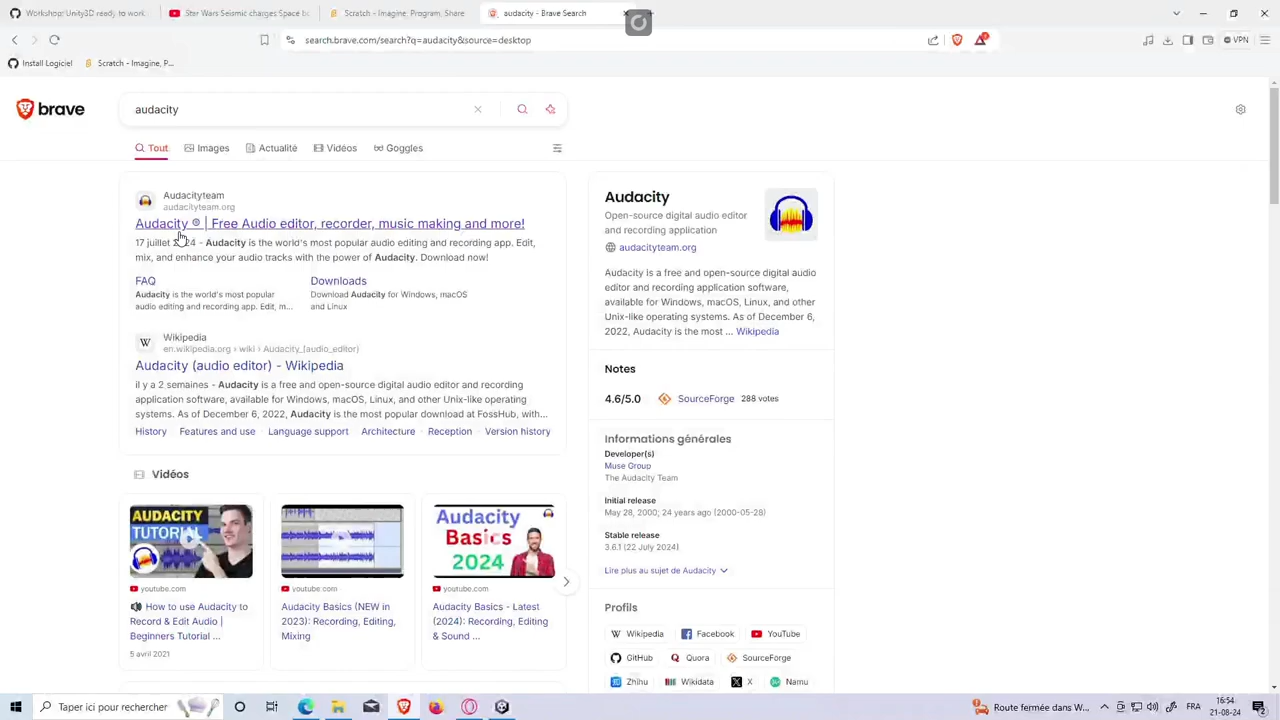 Workshop-DIY/S
Star
Audacity Basics
audacity - Brave Search
search.brave.com/search?q=audacity&source=desktop
VPN
Install Logiciel
Scratch - Imagine, P...
brave
audacity
Tout
Images
Actualité
Vidéos
Goggles
Audacityteam
audacityteam.org
Audacity ® | Free Audio editor, recorder, music making and more!
17 juillet 2024 - Audacity is the world's most popular audio editing and recording app. Edit,
mix, and enhance your audio tracks with the power of Audacity. Download now!
FAQ
Audacity is the world's most popular
audio editing and recording app. Edit, m...
Downloads
Download Audacity for Windows, macOS
and Linux
W
Wikipedia
en.wikipedia.org › wiki › Audacity_(audio_editor)
Audacity (audio editor) - Wikipedia
il y a 2 semaines - Audacity is a free and open-source digital audio editor and recording
application software, available for Windows, macOS, Linux, and other Unix-like operating
systems. As of December 6, 2022, Audacity is the most popular download at FossHub, with...
History
Features and use
Language support
Architecture
Reception
Version history
Vidéos
AUDACITY
TUTORIAL
youtube.com
How to use Audacity to
Record & Edit Audio |
Beginners Tutorial ...
5 avril 2021
youtube.com
Audacity Basics (NEW in
2023): Recording, Editing,
Mixing
Audacity
Basics
2024
youtube.com
Audacity Basics - Latest
(2024): Recording, Editing
& Sound ...
Audacity
Open-source digital audio editor
and recording application
audacityteam.org
Audacity is a free and open-source digital audio
editor and recording application software,
available for Windows, macOS, Linux, and other
Unix-like operating systems. As of December 6,
2022, Audacity is the most ... Wikipedia
Notes
4.6/5.0
SourceForge
288 votes
Informations générales
Developer(s)
Muse Group
The Audacity Team
Initial release
May 28, 2000; 24 years ago (2000-05-28)
Stable release
3.6.1 (22 July 2024)
Lire plus au sujet de Audacity
Profils
W
Wikipedia
Facebook
YouTube
GitHub
Quora
SourceForge
Zhihu
Wikidata
X
Namu
Taper ici pour rechercher
Route fermée dans W...
FRA
16:54
21-08-24
2